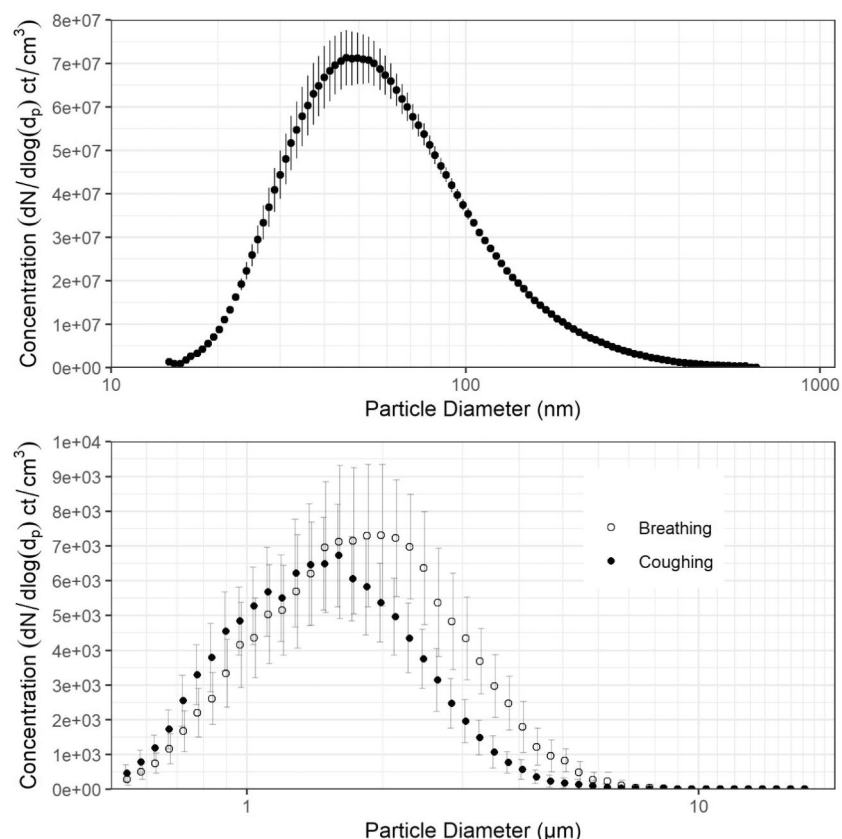 8e+07
7e+07
6e+07
5e+07
4e+07
3e+07
2e+07
1e+07
0e+00
Concentration (dN/dlog(dp) ct/cm3)
10
100
1000
Particle Diameter (nm)
1e+04
9e+03
8e+03
7e+03
6e+03
5e+03
4e+03
3e+03
2e+03
1e+03
0e+00
Concentration (dN/dlog(dp) ct/cm3)
Breathing
Coughing
1
10
Particle Diameter (µm)